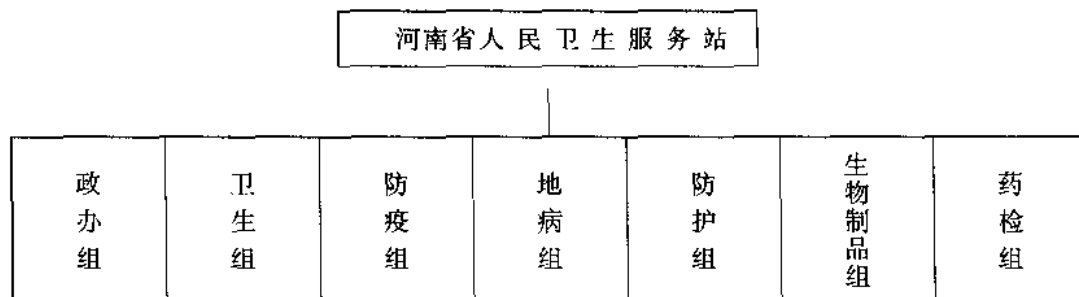 河南省人民卫生服务站
政办组
卫生组
防疫组
地病组
防护组
生物制品组
药检组